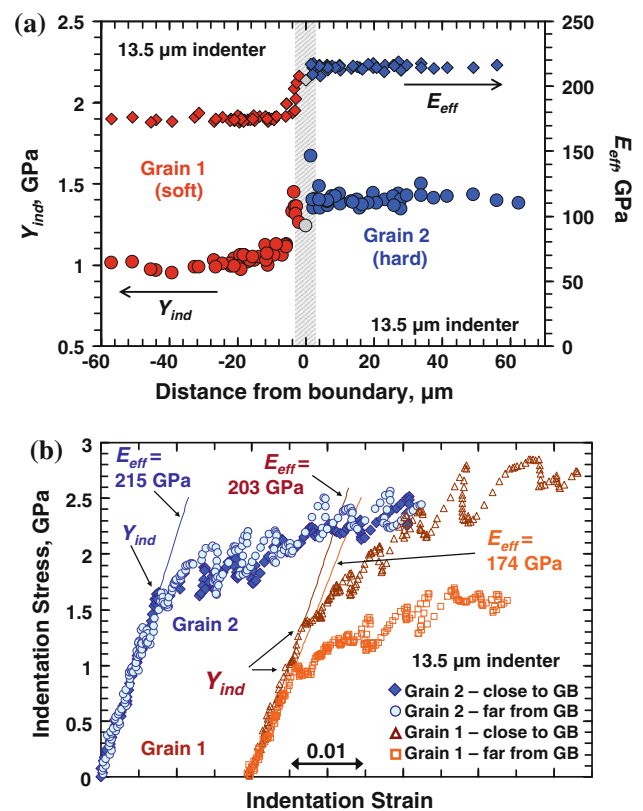 (a)
13.5 µm indenter
E_eff
Grain 1
(soft)
Grain 2
(hard)
Y_ind
13.5 µm indenter
Y_ind, GPa
2.5
2
1.5
1
0.5
E_eff, GPa
250
200
150
100
50
0
-60 -40 -20 0 20 40 60
Distance from boundary, µm
(b)
E_eff =
215 GPa
E_eff =
203 GPa
E_eff =
174 GPa
Y_ind
Grain 2
Y_ind
Grain 1
0.01
13.5 µm indenter
Grain 2 – close to GB
Grain 2 – far from GB
Grain 1 – close to GB
Grain 1 – far from GB
Indentation Stress, GPa
3
2.5
2
1.5
1
0.5
0
Indentation Strain